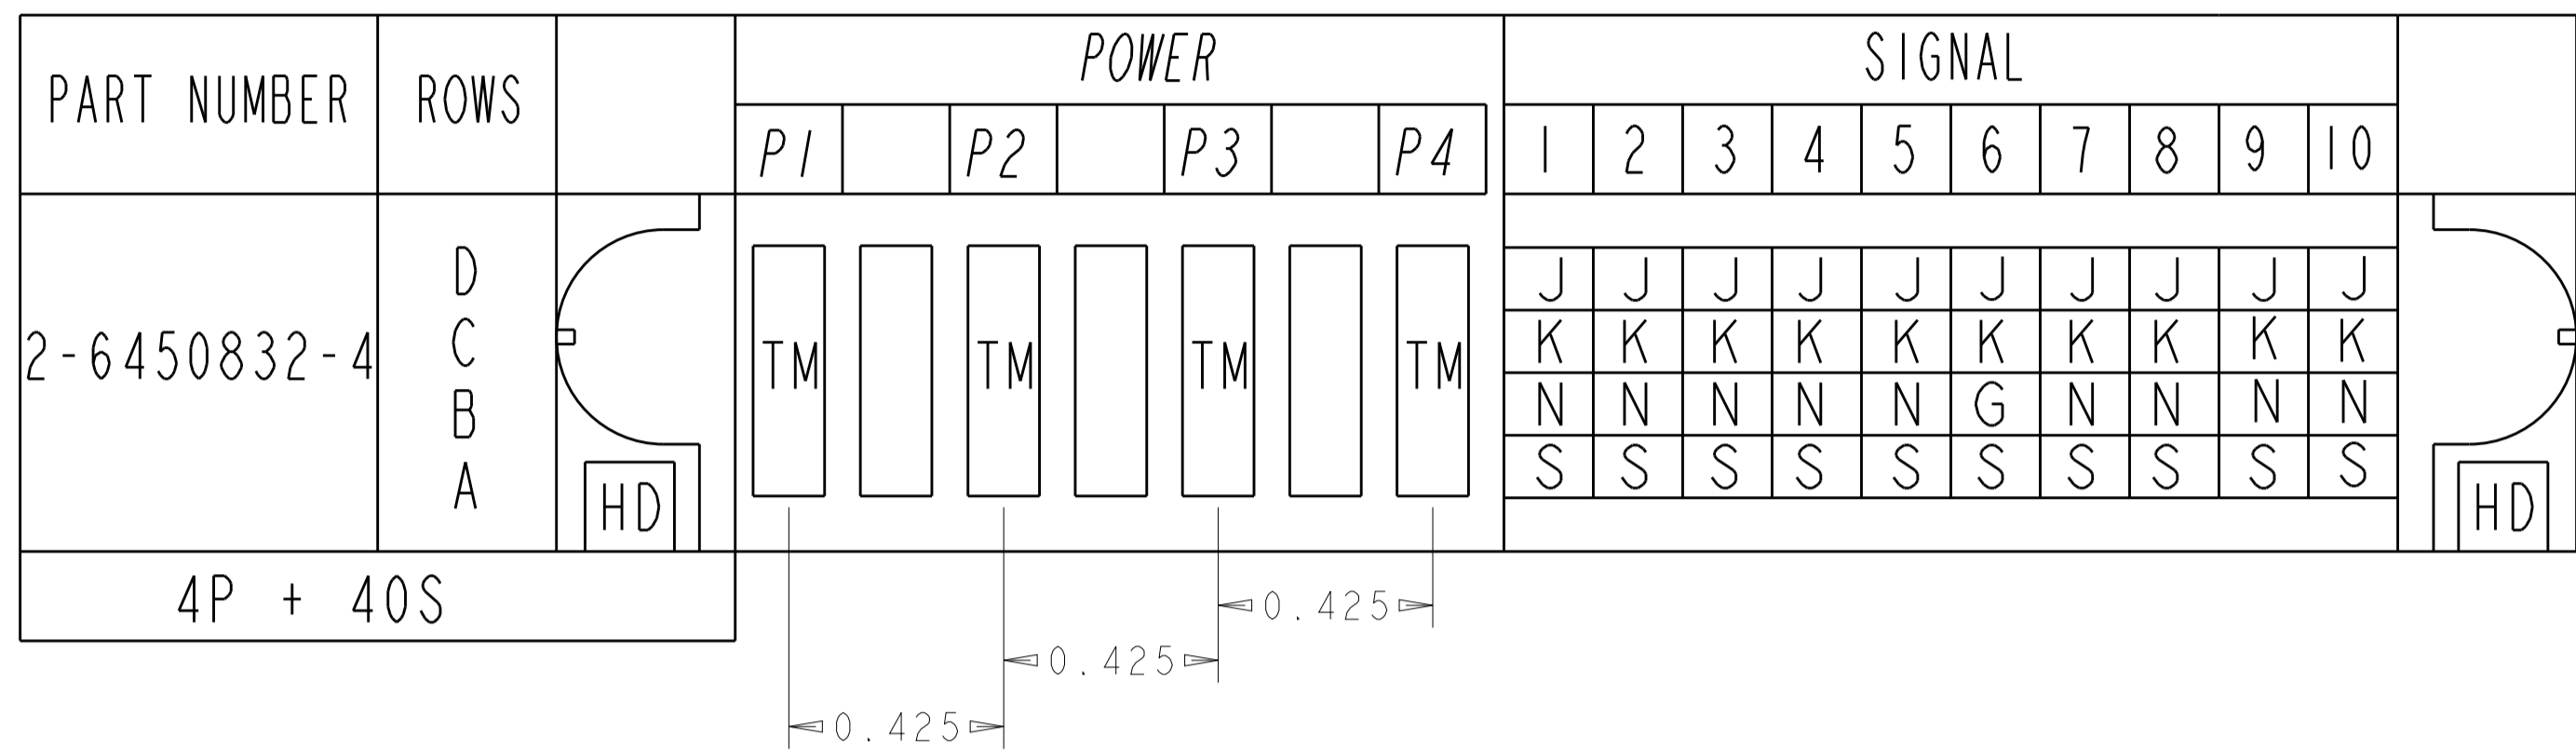 PART NUMBER ROWS POWER SIGNAL
P1 P2 P3 P4 1 2 3 4 5 6 7 8 9 10
2-6450832-4
D J J J J J J J J J J
C TM TM TM TM K K K K K K K K K K
B N N N N N G N N N N
A S S S S S S S S S S
HD HD
4P + 40S
0.425
0.425
0.425